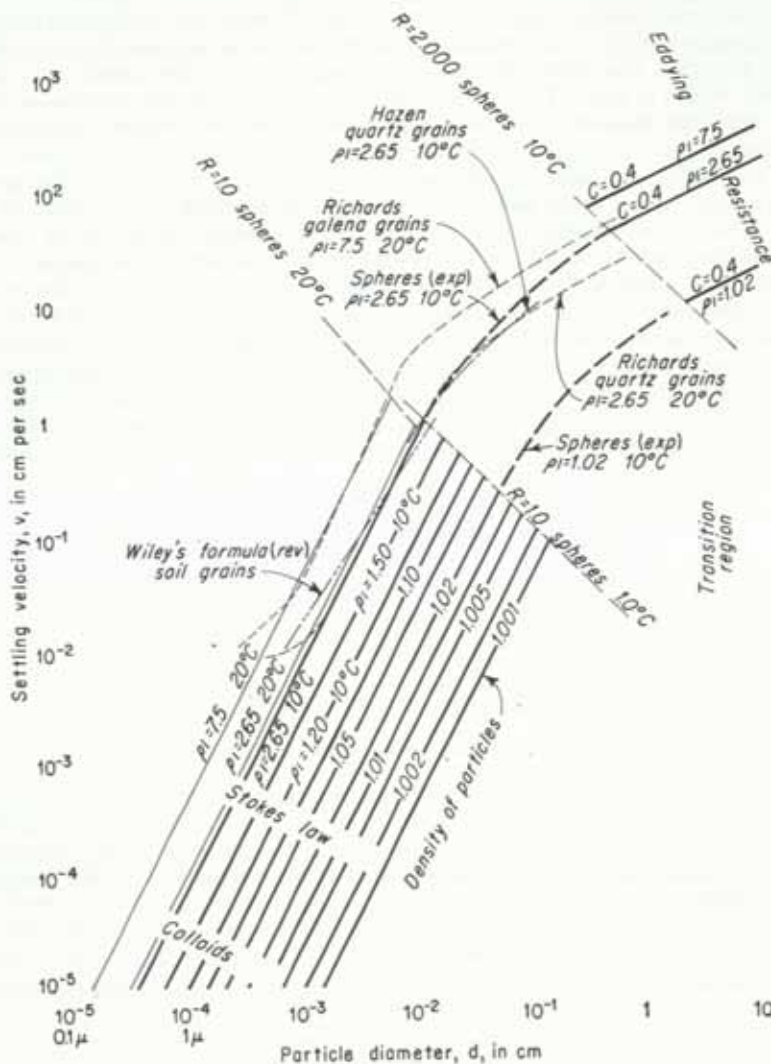 Eddying
Resistance
R=2,000 spheres 10°C
10³
Hazen
quartz grains
ρ₁=2.65 10°C
C=0.4 ρ₁=7.5
C=0.4 ρ₁=2.65
R=1.0 spheres 20°C
10²
Richards
galena grains
ρ₁=7.5 20°C
Spheres (exp)
ρ₁=2.65 10°C
C=0.4
ρ₁=1.02
10
Richards
quartz grains
ρ₁=2.65 20°C
1
Spheres (exp)
ρ₁=1.02 10°C
R=1.0 spheres 10°C
Transition
region
10⁻¹
Wiley's formula (rev)
soil grains
Settling velocity, v, in cm per sec
ρ₁=1.50—10°C
1.10
1.02
1.005
1.001
10⁻²
ρ₁=7.5 20°C
ρ₁=2.65 20°C
ρ₁=2.65 10°C
ρ₁=1.20—10°C
1.05
1.01
1.002
Density of particles
10⁻³
Stokes law
10⁻⁴
Colloids
10⁻⁵
10⁻⁵
0.1μ
10⁻⁴
1μ
10⁻³
10⁻²
10⁻¹
1
10
Particle diameter, d, in cm